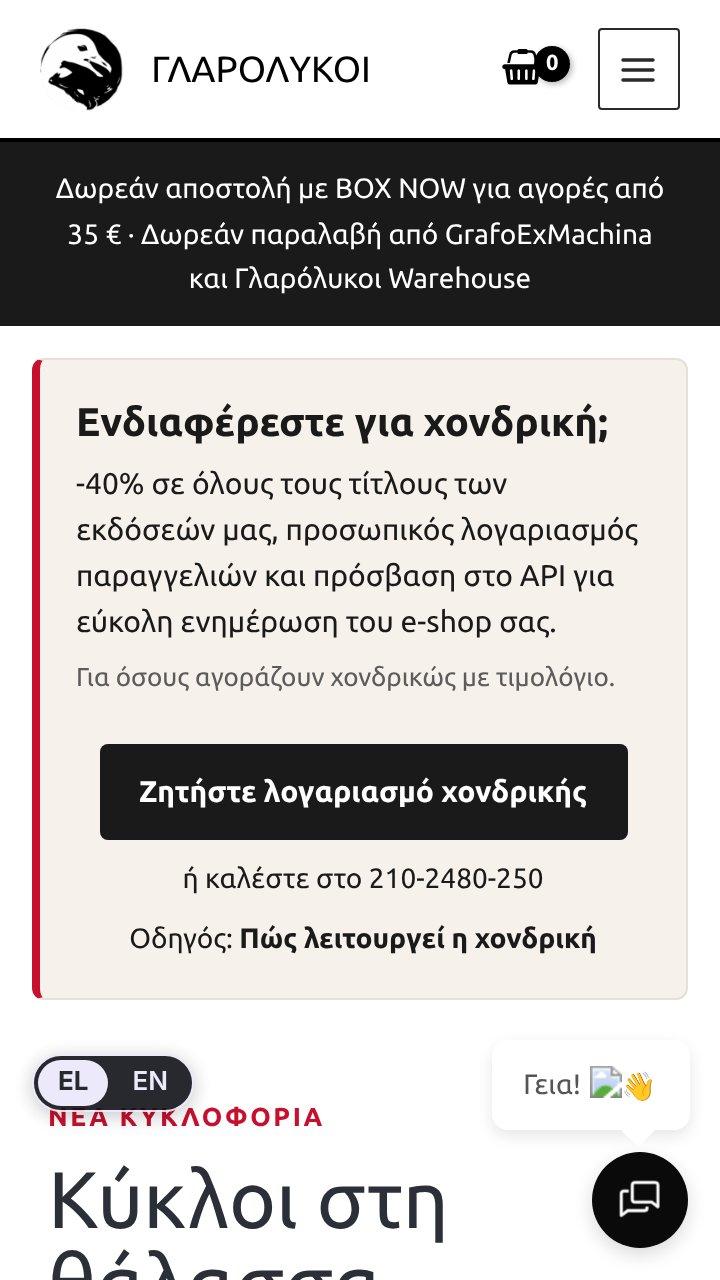 ΓΛΑΡΟΛΥΚΟΙ
0
Δωρεάν αποστολή με BOX NOW για αγορές από
35 € · Δωρεάν παραλαβή από GrafoExMachina
και Γλαρόλυκοι Warehouse
Ενδιαφέρεστε για χονδρική;
-40% σε όλους τους τίτλους των
εκδόσεών μας, προσωπικός λογαριασμός
παραγγελιών και πρόσβαση στο API για
εύκολη ενημέρωση του e-shop σας.
Για όσους αγοράζουν χονδρικώς με τιμολόγιο.
Ζητήστε λογαριασμό χονδρικής
ή καλέστε στο 210-2480-250
Οδηγός: Πώς λειτουργεί η χονδρική
EL EN
Γεια! 👋
ΝΕΑ ΚΥΚΛΟΦΟΡΙΑ
Κύκλοι στη